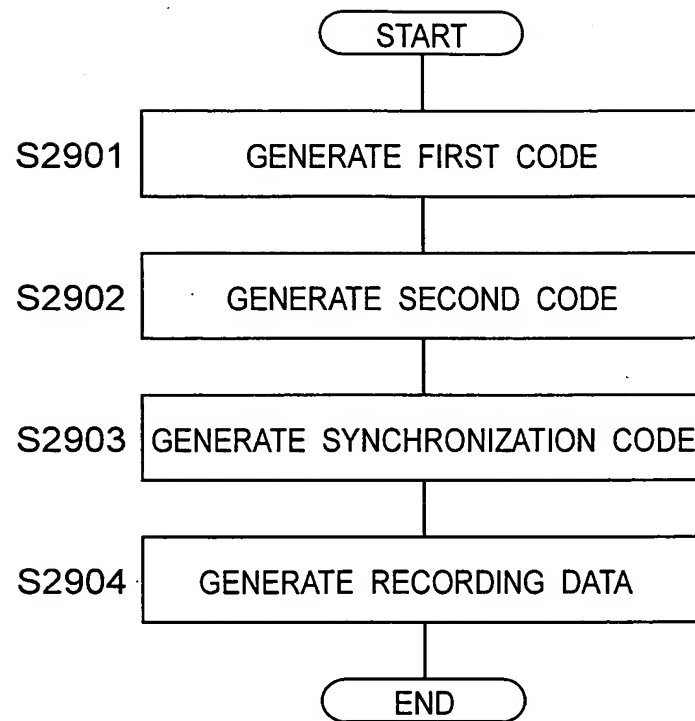 START
S2901 GENERATE FIRST CODE
S2902 GENERATE SECOND CODE
S2903 GENERATE SYNCHRONIZATION CODE
S2904 GENERATE RECORDING DATA
END